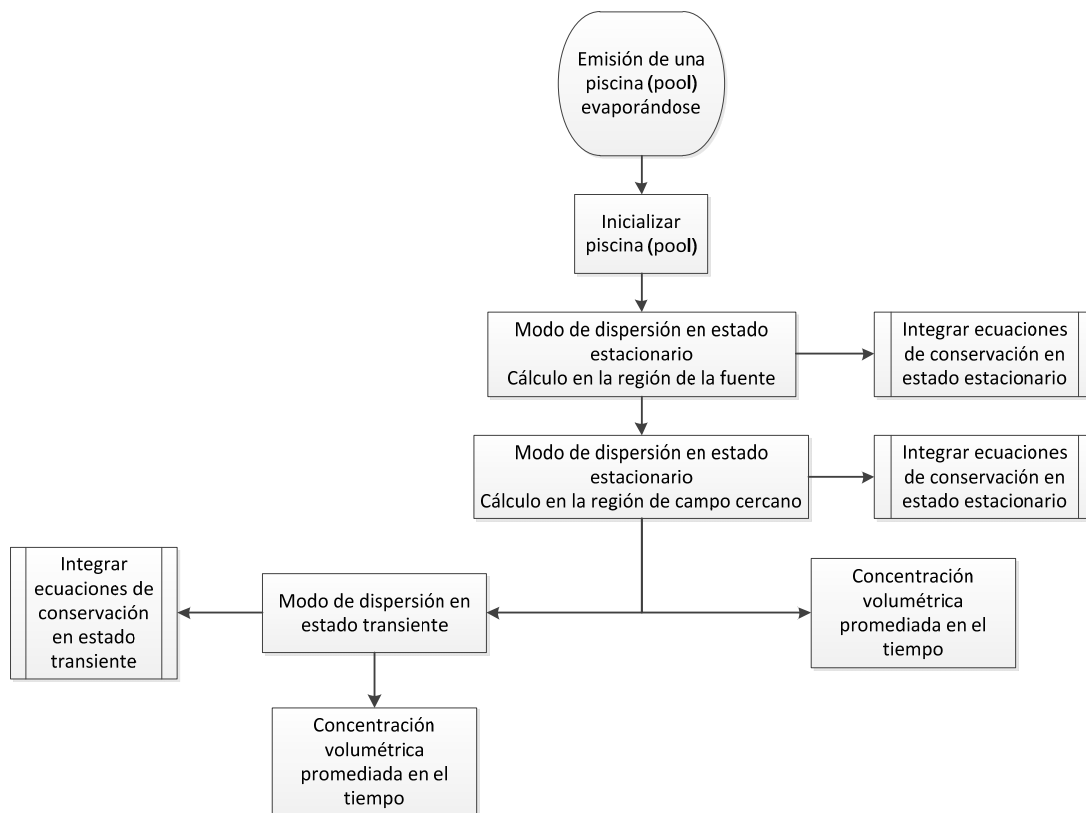 Emisión de una
piscina (pool)
evaporándose
Inicializar
piscina (pool)
Modo de dispersión en estado
estacionario
Cálculo en la región de la fuente
Integrar ecuaciones
de conservación en
estado estacionario
Modo de dispersión en estado
estacionario
Cálculo en la región de campo cercano
Integrar ecuaciones
de conservación en
estado estacionario
Integrar
ecuaciones de
conservación
en estado
transiente
Modo de dispersión en
estado transiente
Concentración
volumétrica
promediada en el
tiempo
Concentración
volumétrica
promediada en el
tiempo